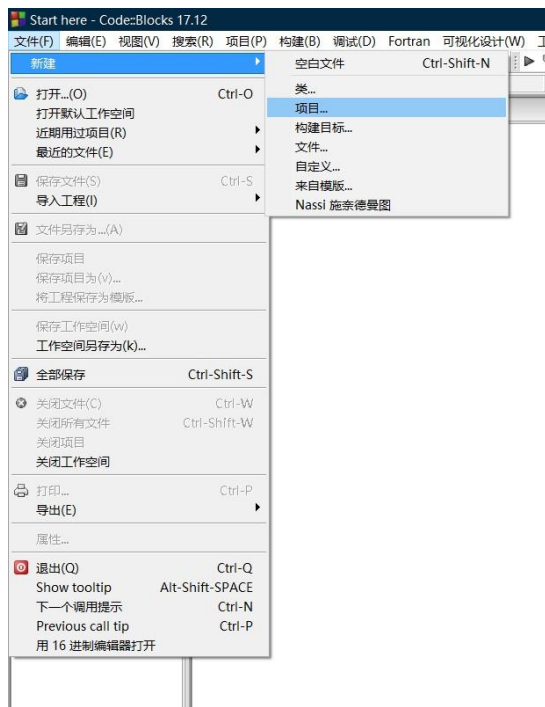 Start here - Code::Blocks 17.12
文件(F) 编辑(E) 视图(V) 搜索(R) 项目(P) 构建(B) 调试(D) Fortran 可视化设计(W)
新建
空白文件 Ctrl-Shift-N
类...
项目...
构建目标...
文件...
自定义...
来自模版...
Nassi 施奈德曼图
打开...(O) Ctrl-O
打开默认工作空间
近期用过项目(R)
最近的文件(E)
保存文件(S) Ctrl-S
导入工程(I)
文件另存为...(A)
保存项目
保存项目为(v)...
将工程保存为模版...
保存工作空间(w)
工作空间另存为(k)...
全部保存 Ctrl-Shift-S
关闭文件(C) Ctrl-W
关闭所有文件 Ctrl-Shift-W
关闭项目
关闭工作空间
打印... Ctrl-P
导出(E)
属性...
退出(Q) Ctrl-Q
Show tooltip Alt-Shift-SPACE
下一个调用提示 Ctrl-N
Previous call tip Ctrl-P
用 16 进制编辑器打开